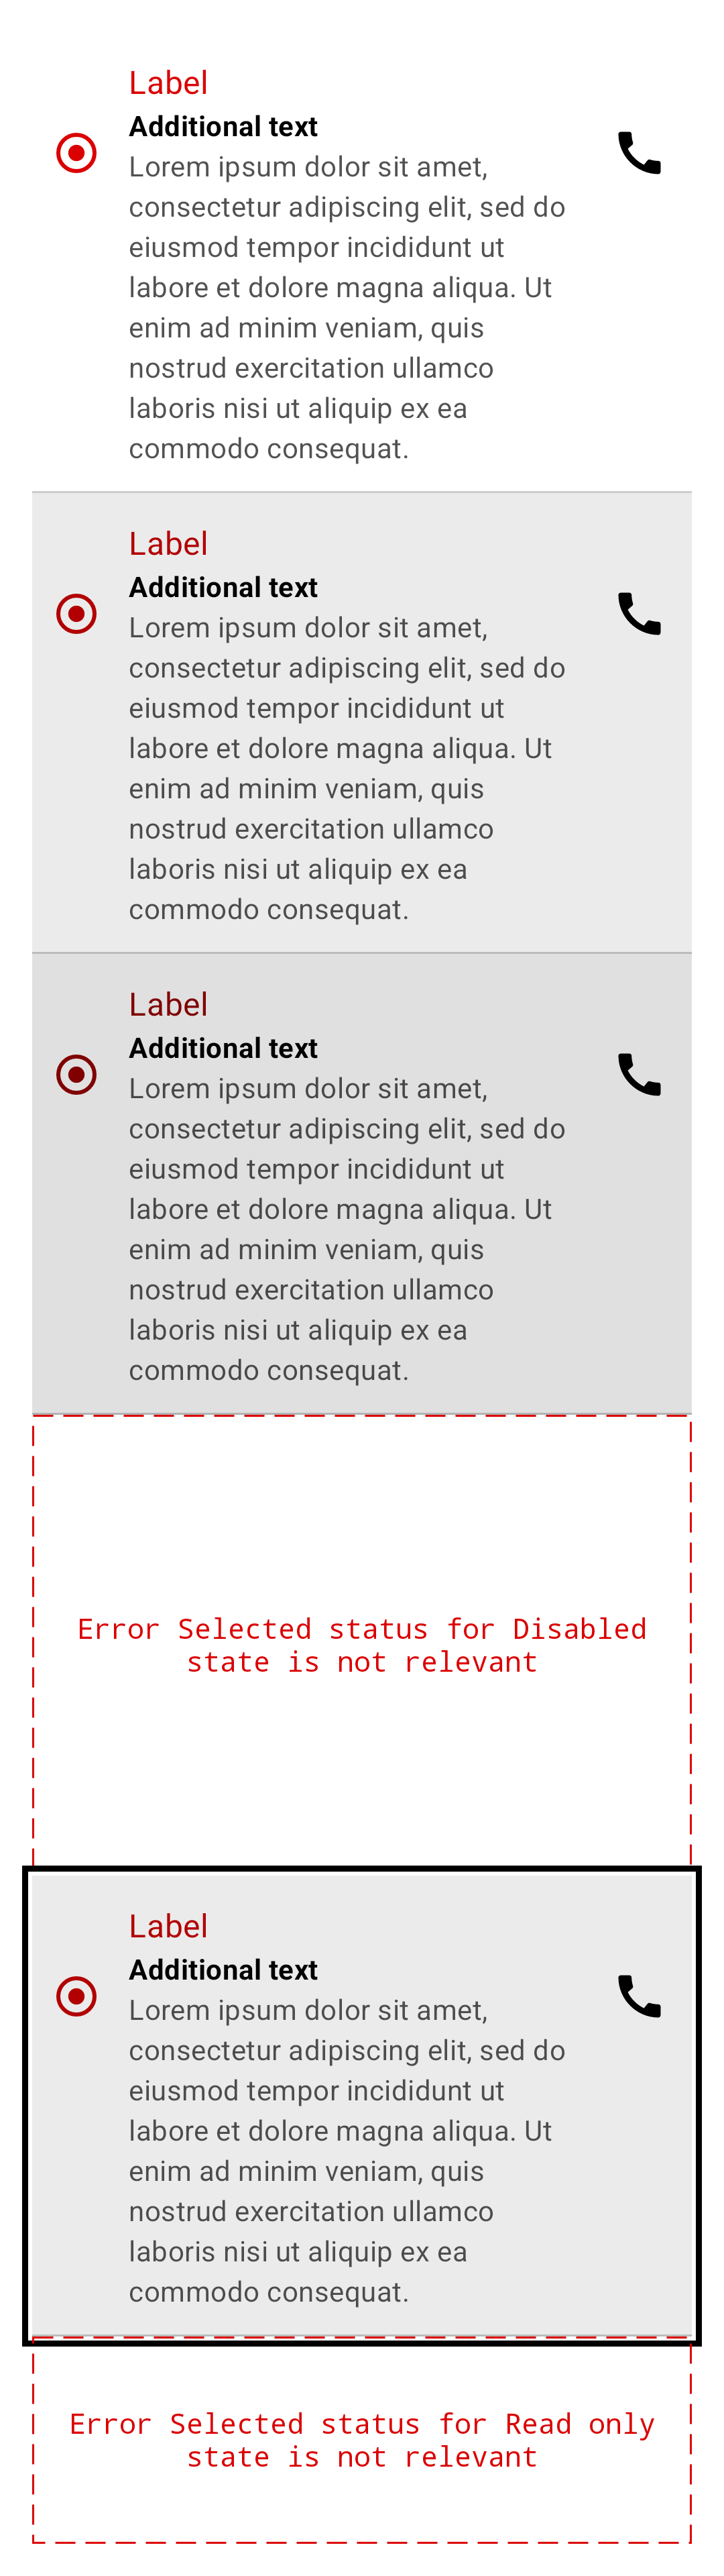 Label
Additional text
Lorem ipsum dolor sit amet,
consectetur adipiscing elit, sed do
eiusmod tempor incididunt ut
labore et dolore magna aliqua. Ut
enim ad minim veniam, quis
nostrud exercitation ullamco
laboris nisi ut aliquip ex ea
commodo consequat.
Label
Additional text
Lorem ipsum dolor sit amet,
consectetur adipiscing elit, sed do
eiusmod tempor incididunt ut
labore et dolore magna aliqua. Ut
enim ad minim veniam, quis
nostrud exercitation ullamco
laboris nisi ut aliquip ex ea
commodo consequat.
Label
Additional text
Lorem ipsum dolor sit amet,
consectetur adipiscing elit, sed do
eiusmod tempor incididunt ut
labore et dolore magna aliqua. Ut
enim ad minim veniam, quis
nostrud exercitation ullamco
laboris nisi ut aliquip ex ea
commodo consequat.
Error Selected status for Disabled
state is not relevant
Label
Additional text
Lorem ipsum dolor sit amet,
consectetur adipiscing elit, sed do
eiusmod tempor incididunt ut
labore et dolore magna aliqua. Ut
enim ad minim veniam, quis
nostrud exercitation ullamco
laboris nisi ut aliquip ex ea
commodo consequat.
Error Selected status for Read only
state is not relevant